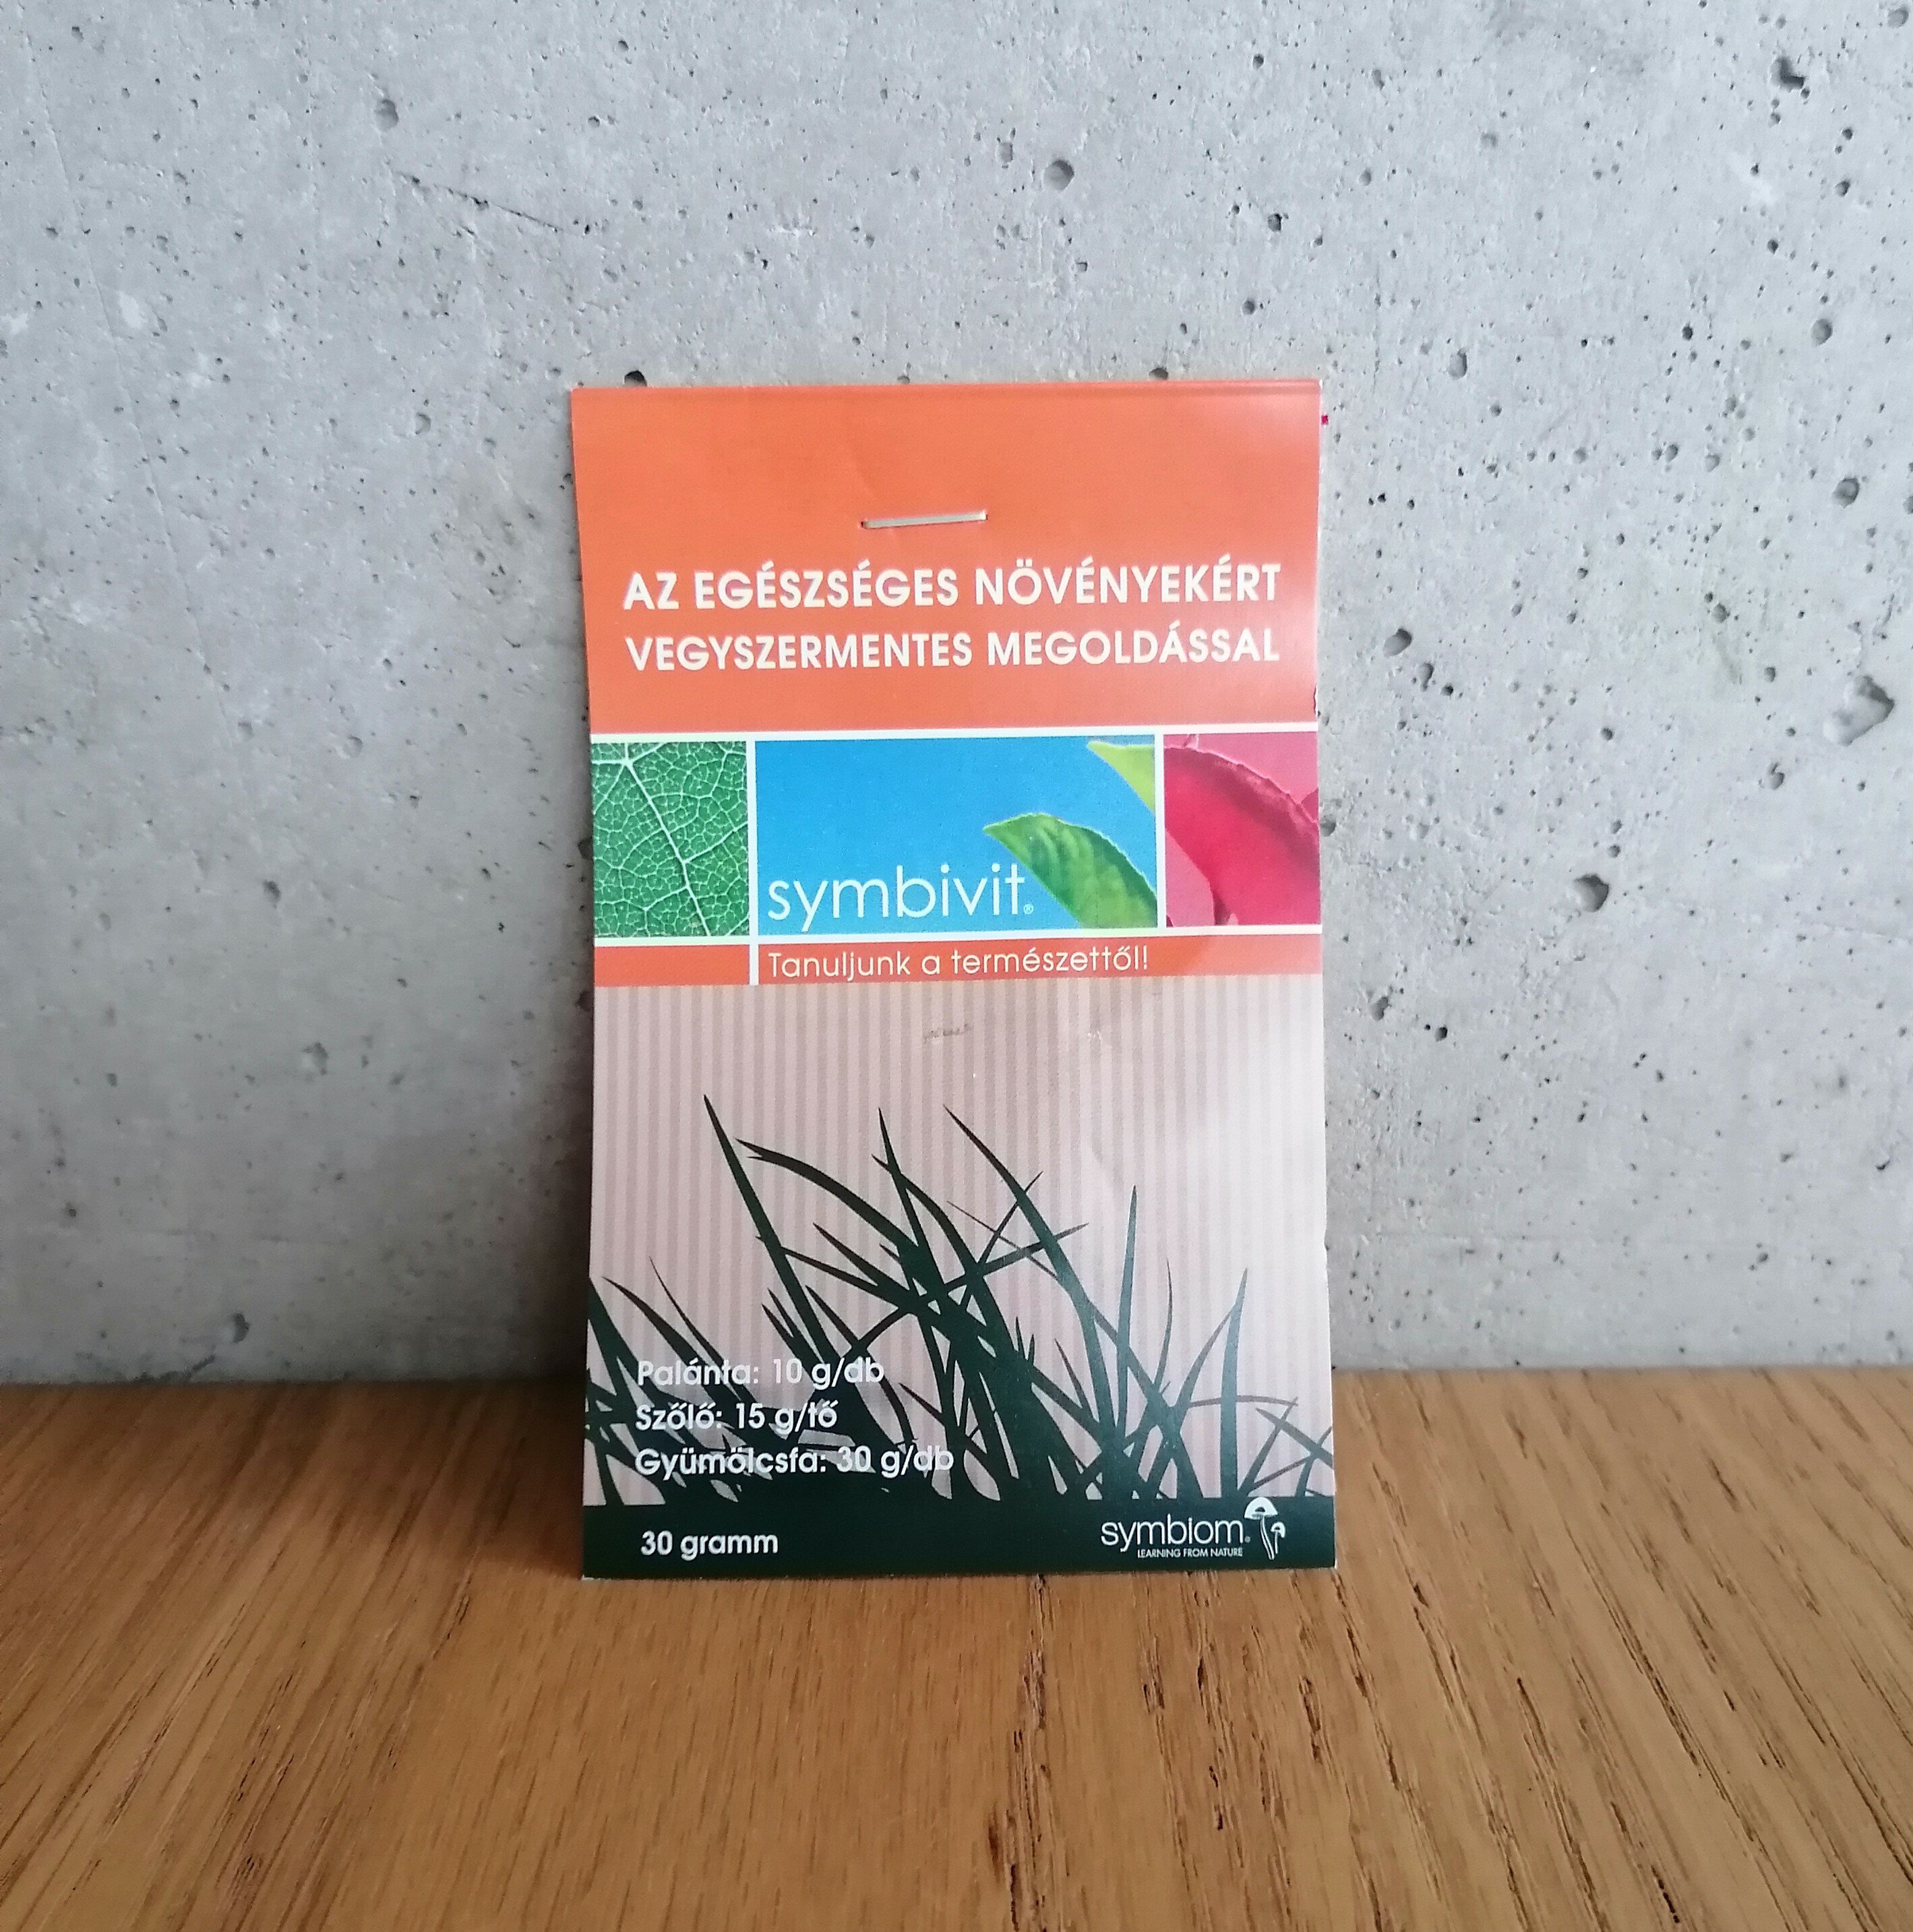 AZ EGÉSZSÉGES NÖVÉNYEKÉRT
VEGYSZERMENTES MEGOLDÁSSAL
symbivit®
Tanuljunk a természettől!
Palánta: 10 g/db
Szőlő: 15 g/tő
Gyümölcsfa: 30 g/db
30 gramm
symbiom®
LEARNING FROM NATURE